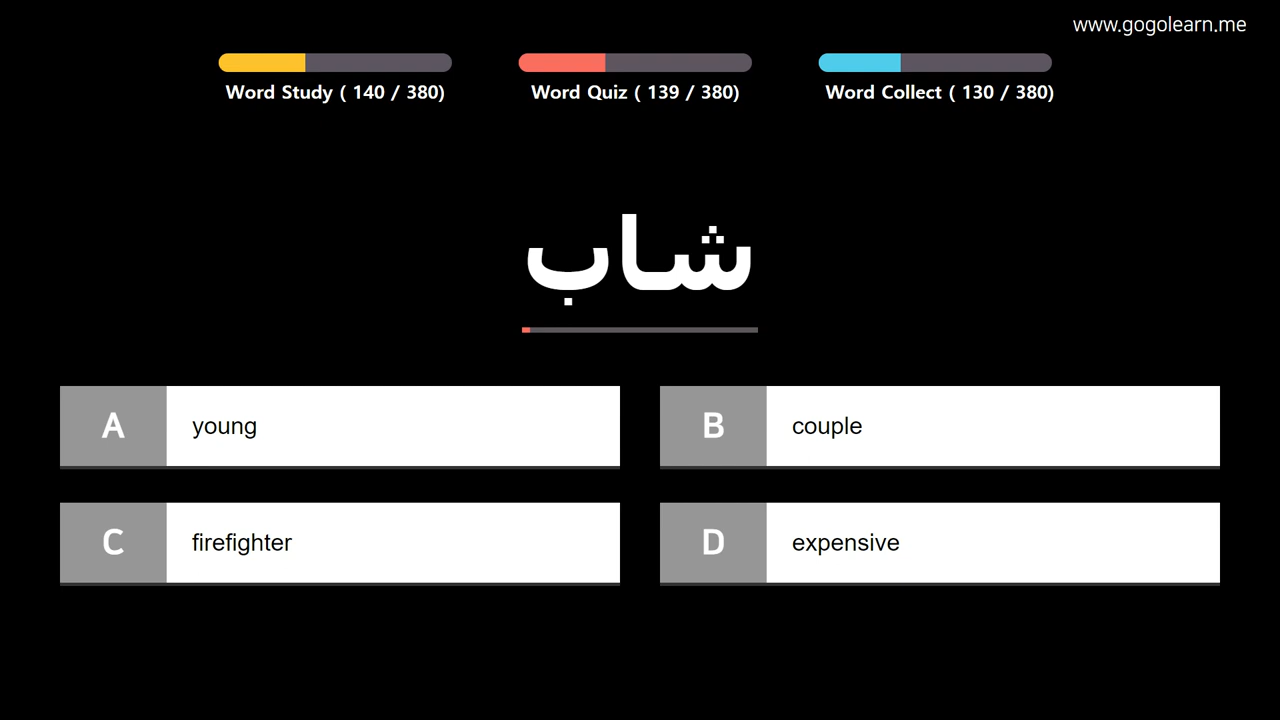 www.gogolearn.me
Word Study ( 140 / 380)
Word Quiz ( 139 / 380)
Word Collect ( 130 / 380)
شاب
A young
B couple
C firefighter
D expensive